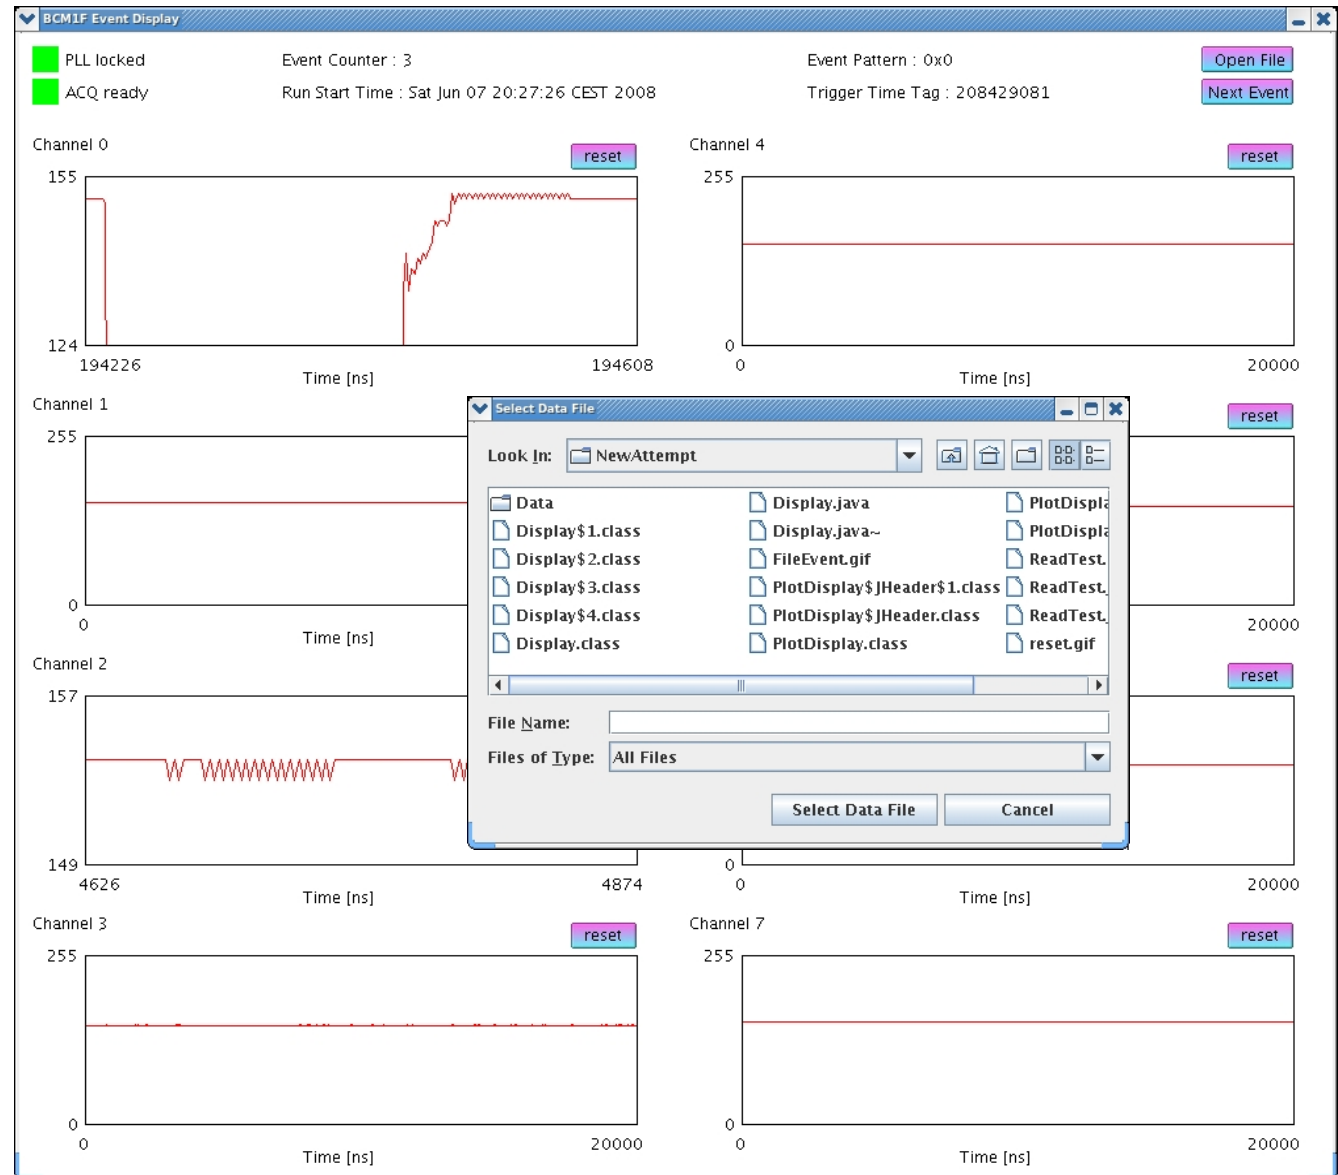 BCM1F Event Display
PLL locked
Event Counter : 3
Event Pattern : 0x0
Open File
ACQ ready
Run Start Time : Sat Jun 07 20:27:26 CEST 2008
Trigger Time Tag : 208429081
Next Event
Channel 0
reset
155
124
194226
194608
Time [ns]
Channel 4
reset
255
0
0
20000
Time [ns]
Channel 1
255
0
0
Time [ns]
reset
20000
Select Data File
Look In:
NewAttempt
Data
Display$1.class
Display$2.class
Display$3.class
Display$4.class
Display.class
Display.java
Display.java~
FileEvent.gif
PlotDisplay$JHeader$1.class
PlotDisplay$JHeader.class
PlotDisplay.class
PlotDispla
PlotDispla
ReadTest.
ReadTest.
ReadTest.
reset.gif
File Name:
Files of Type:
All Files
Select Data File
Cancel
Channel 2
157
149
4626
4874
Time [ns]
reset
0
0
20000
Time [ns]
Channel 3
reset
255
0
0
20000
Time [ns]
Channel 7
reset
255
0
0
20000
Time [ns]